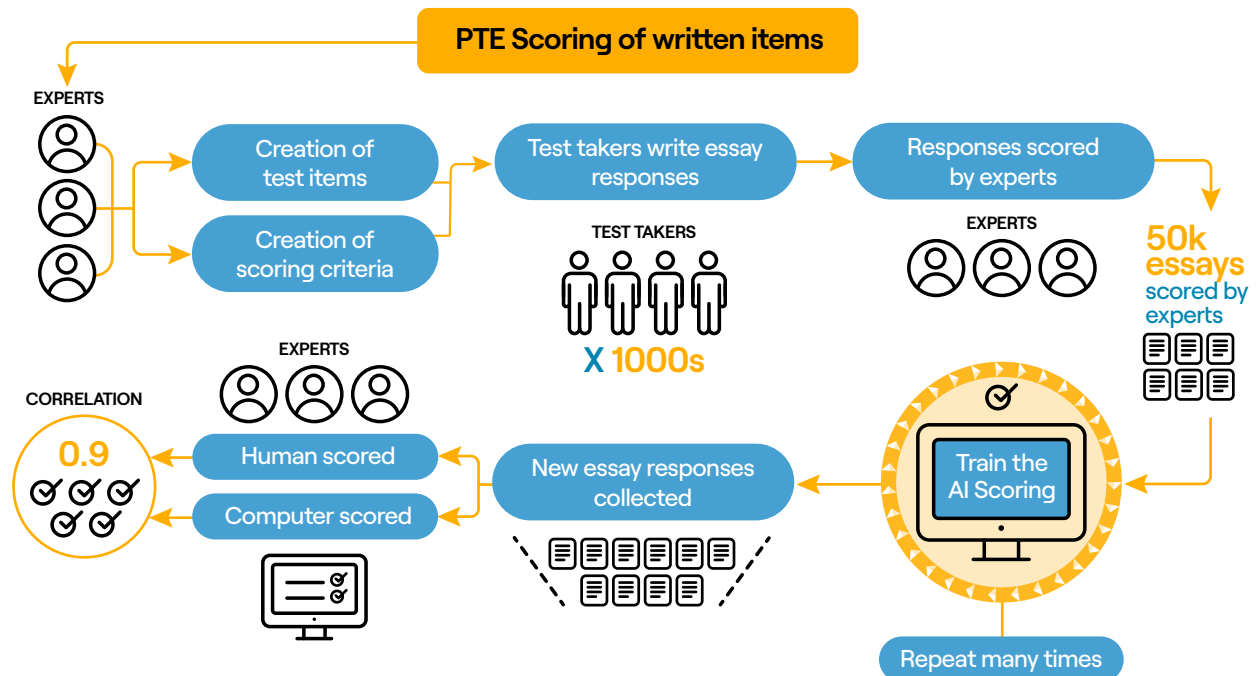 PTE Scoring of written items
EXPERTS
Creation of
test items
Creation of
scoring criteria
Test takers write essay
responses
TEST TAKERS
X 1000s
Responses scored
by experts
EXPERTS
50k
essays
scored by
experts
Train the
AI Scoring
Repeat many times
New essay responses
collected
EXPERTS
Human scored
Computer scored
CORRELATION
0.9